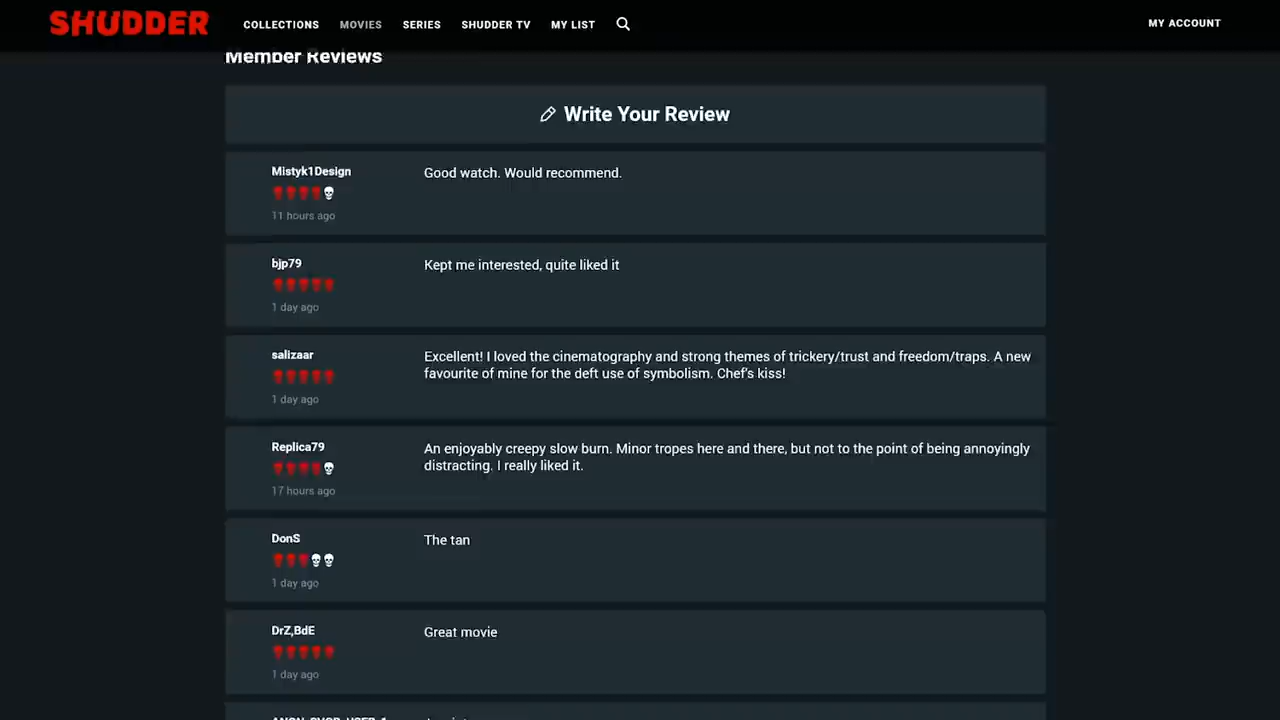 SHUDDER
COLLECTIONS MOVIES SERIES SHUDDER TV MY LIST
MY ACCOUNT
Member Reviews
Write Your Review
Mistyk1Design
Good watch. Would recommend.
11 hours ago
bjp79
Kept me interested, quite liked it
1 day ago
salizaar
Excellent! I loved the cinematography and strong themes of trickery/trust and freedom/traps. A new
favourite of mine for the deft use of symbolism. Chef's kiss!
1 day ago
Replica79
An enjoyably creepy slow burn. Minor tropes here and there, but not to the point of being annoyingly
distracting. I really liked it.
17 hours ago
DonS
The tan
1 day ago
DrZ,BdE
Great movie
1 day ago